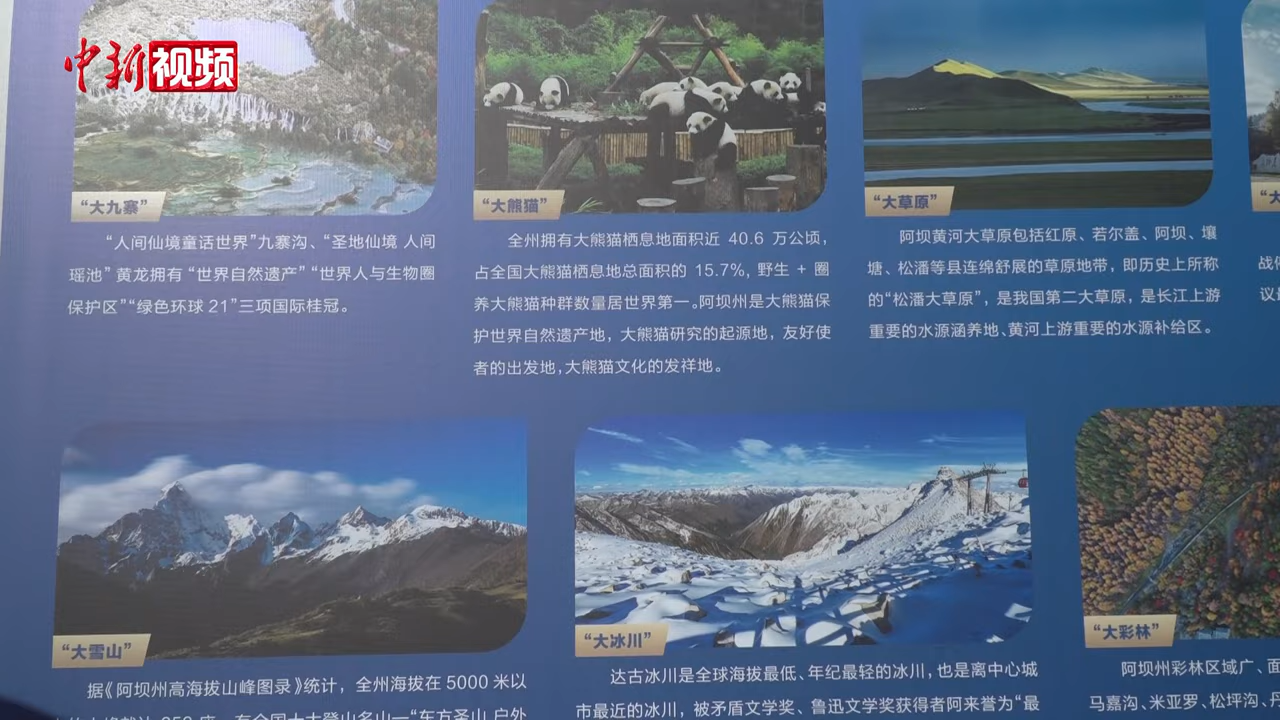 中新视频
“大九寨”
“人间仙境童话世界”九寨沟、“圣地仙境 人间
瑶池” 黄龙拥有 “世界自然遗产” “世界人与生物圈
保护区”“绿色环球 21”三项国际桂冠。
“大熊猫”
全州拥有大熊猫栖息地面积近 40.6 万公顷，
占全国大熊猫栖息地总面积的 15.7%，野生 + 圈
养大熊猫种群数量居世界第一。阿坝州是大熊猫保
护世界自然遗产地，大熊猫研究的起源地，友好使
者的出发地，大熊猫文化的发祥地。
“大草原”
阿坝黄河大草原包括红原、若尔盖、阿坝、壤
塘、松潘等县连绵舒展的草原地带，即历史上所称
的“松潘大草原”，是我国第二大草原，是长江上游
重要的水源涵养地、黄河上游重要的水源补给区。
“大
战
议
“大雪山”
据《阿坝州高海拔山峰图录》统计，全州海拔在 5000 米以
“大冰川”
达古冰川是全球海拔最低、年纪最轻的冰川，也是离中心城
市最近的冰川，被矛盾文学奖、鲁迅文学奖获得者阿来誉为“最
“大彩林”
阿坝州彩林区域广、面
马嘉沟、米亚罗、松坪沟、